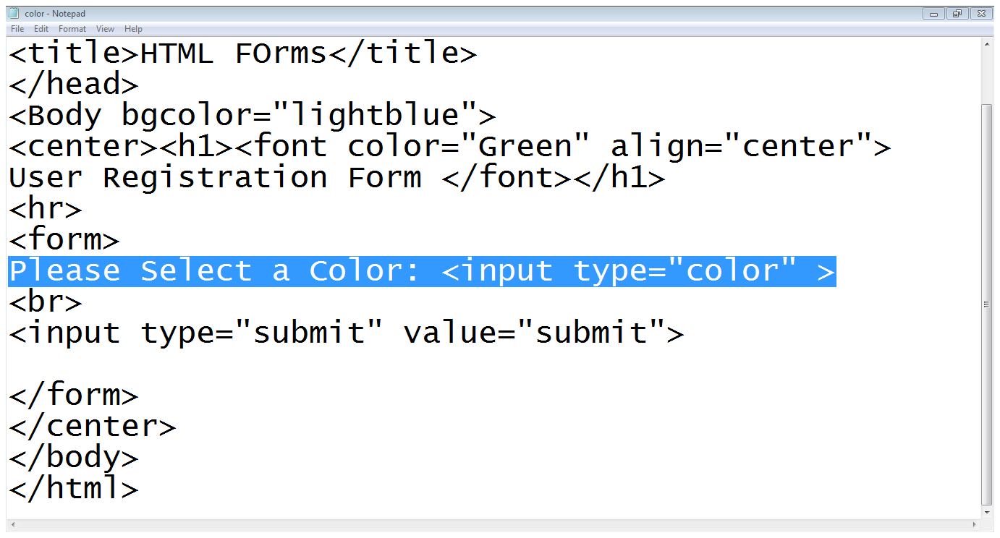 color - Notepad
File Edit Format View Help
<title>HTML FOrms</title>
</head>
<Body bgcolor="lightblue">
<center><h1><font color="Green" align="center">
User Registration Form </font></h1>
<hr>
<form>
Please Select a Color: <input type="color" >
<br>
<input type="submit" value="submit">
</form>
</center>
</body>
</html>